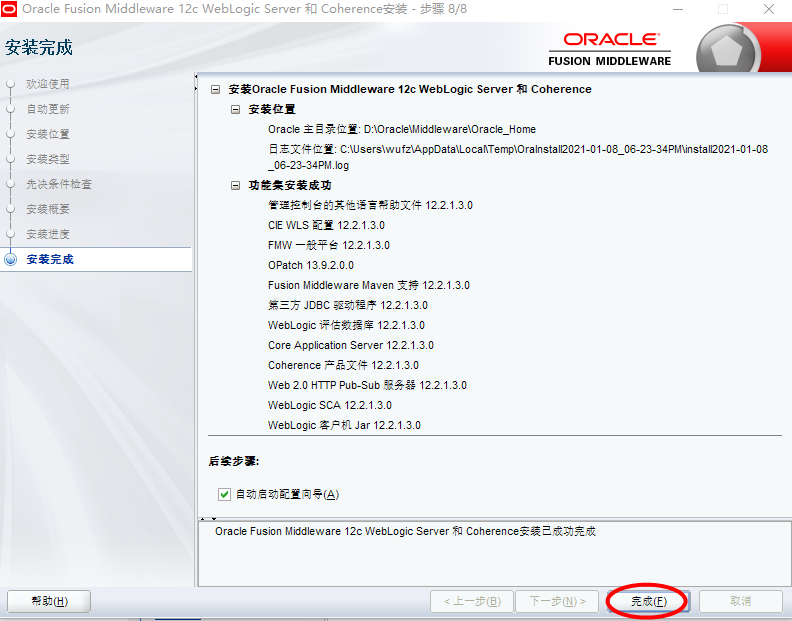 Oracle Fusion Middleware 12c WebLogic Server 和 Coherence安装 - 步骤 8/8
安装完成
ORACLE
FUSION MIDDLEWARE
欢迎使用
自动更新
安装位置
安装类型
先决条件检查
安装概要
安装进度
安装完成
安装Oracle Fusion Middleware 12c WebLogic Server 和 Coherence
安装位置
Oracle 主目录位置: D:\Oracle\Middleware\Oracle_Home
日志文件位置: C:\Users\wufz\AppData\Local\Temp\OraInstall2021-01-08_06-23-34PM\install2021-01-08
_06-23-34PM.log
功能集安装成功
管理控制台的其他语言帮助文件 12.2.1.3.0
CIE WLS 配置 12.2.1.3.0
FMW 一般平台 12.2.1.3.0
OPatch 13.9.2.0.0
Fusion Middleware Maven 支持 12.2.1.3.0
第三方 JDBC 驱动程序 12.2.1.3.0
WebLogic 评估数据库 12.2.1.3.0
Core Application Server 12.2.1.3.0
Coherence 产品文件 12.2.1.3.0
Web 2.0 HTTP Pub-Sub 服务器 12.2.1.3.0
WebLogic SCA 12.2.1.3.0
WebLogic 客户机 Jar 12.2.1.3.0
后续步骤:
自动启动配置向导(A)
Oracle Fusion Middleware 12c WebLogic Server 和 Coherence安装已成功完成
帮助(H)
< 上一步(B)
下一步(N) >
完成(F)
取消